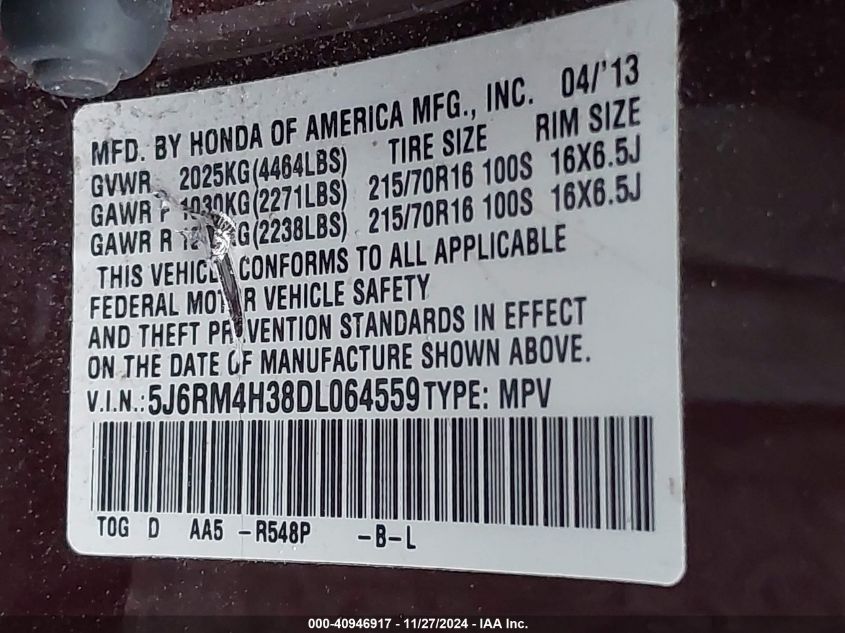 MFD. BY HONDA OF AMERICA MFG., INC. 04/'13
GVWR 2025KG(4464LBS) TIRE SIZE RIM SIZE
GAWR F 1030KG(2271LBS) 215/70R16 100S 16X6.5J
GAWR R (2238LBS) 215/70R16 100S 16X6.5J
THIS VEHICLE CONFORMS TO ALL APPLICABLE
FEDERAL MOTOR VEHICLE SAFETY
AND THEFT PREVENTION STANDARDS IN EFFECT
ON THE DATE OF MANUFACTURE SHOWN ABOVE.
V.I.N.:5J6RM4H38DL064559 TYPE: MPV
TOG D AA5 -R548P -B-L
000-40946917 - 11/27/2024 - IAA Inc.